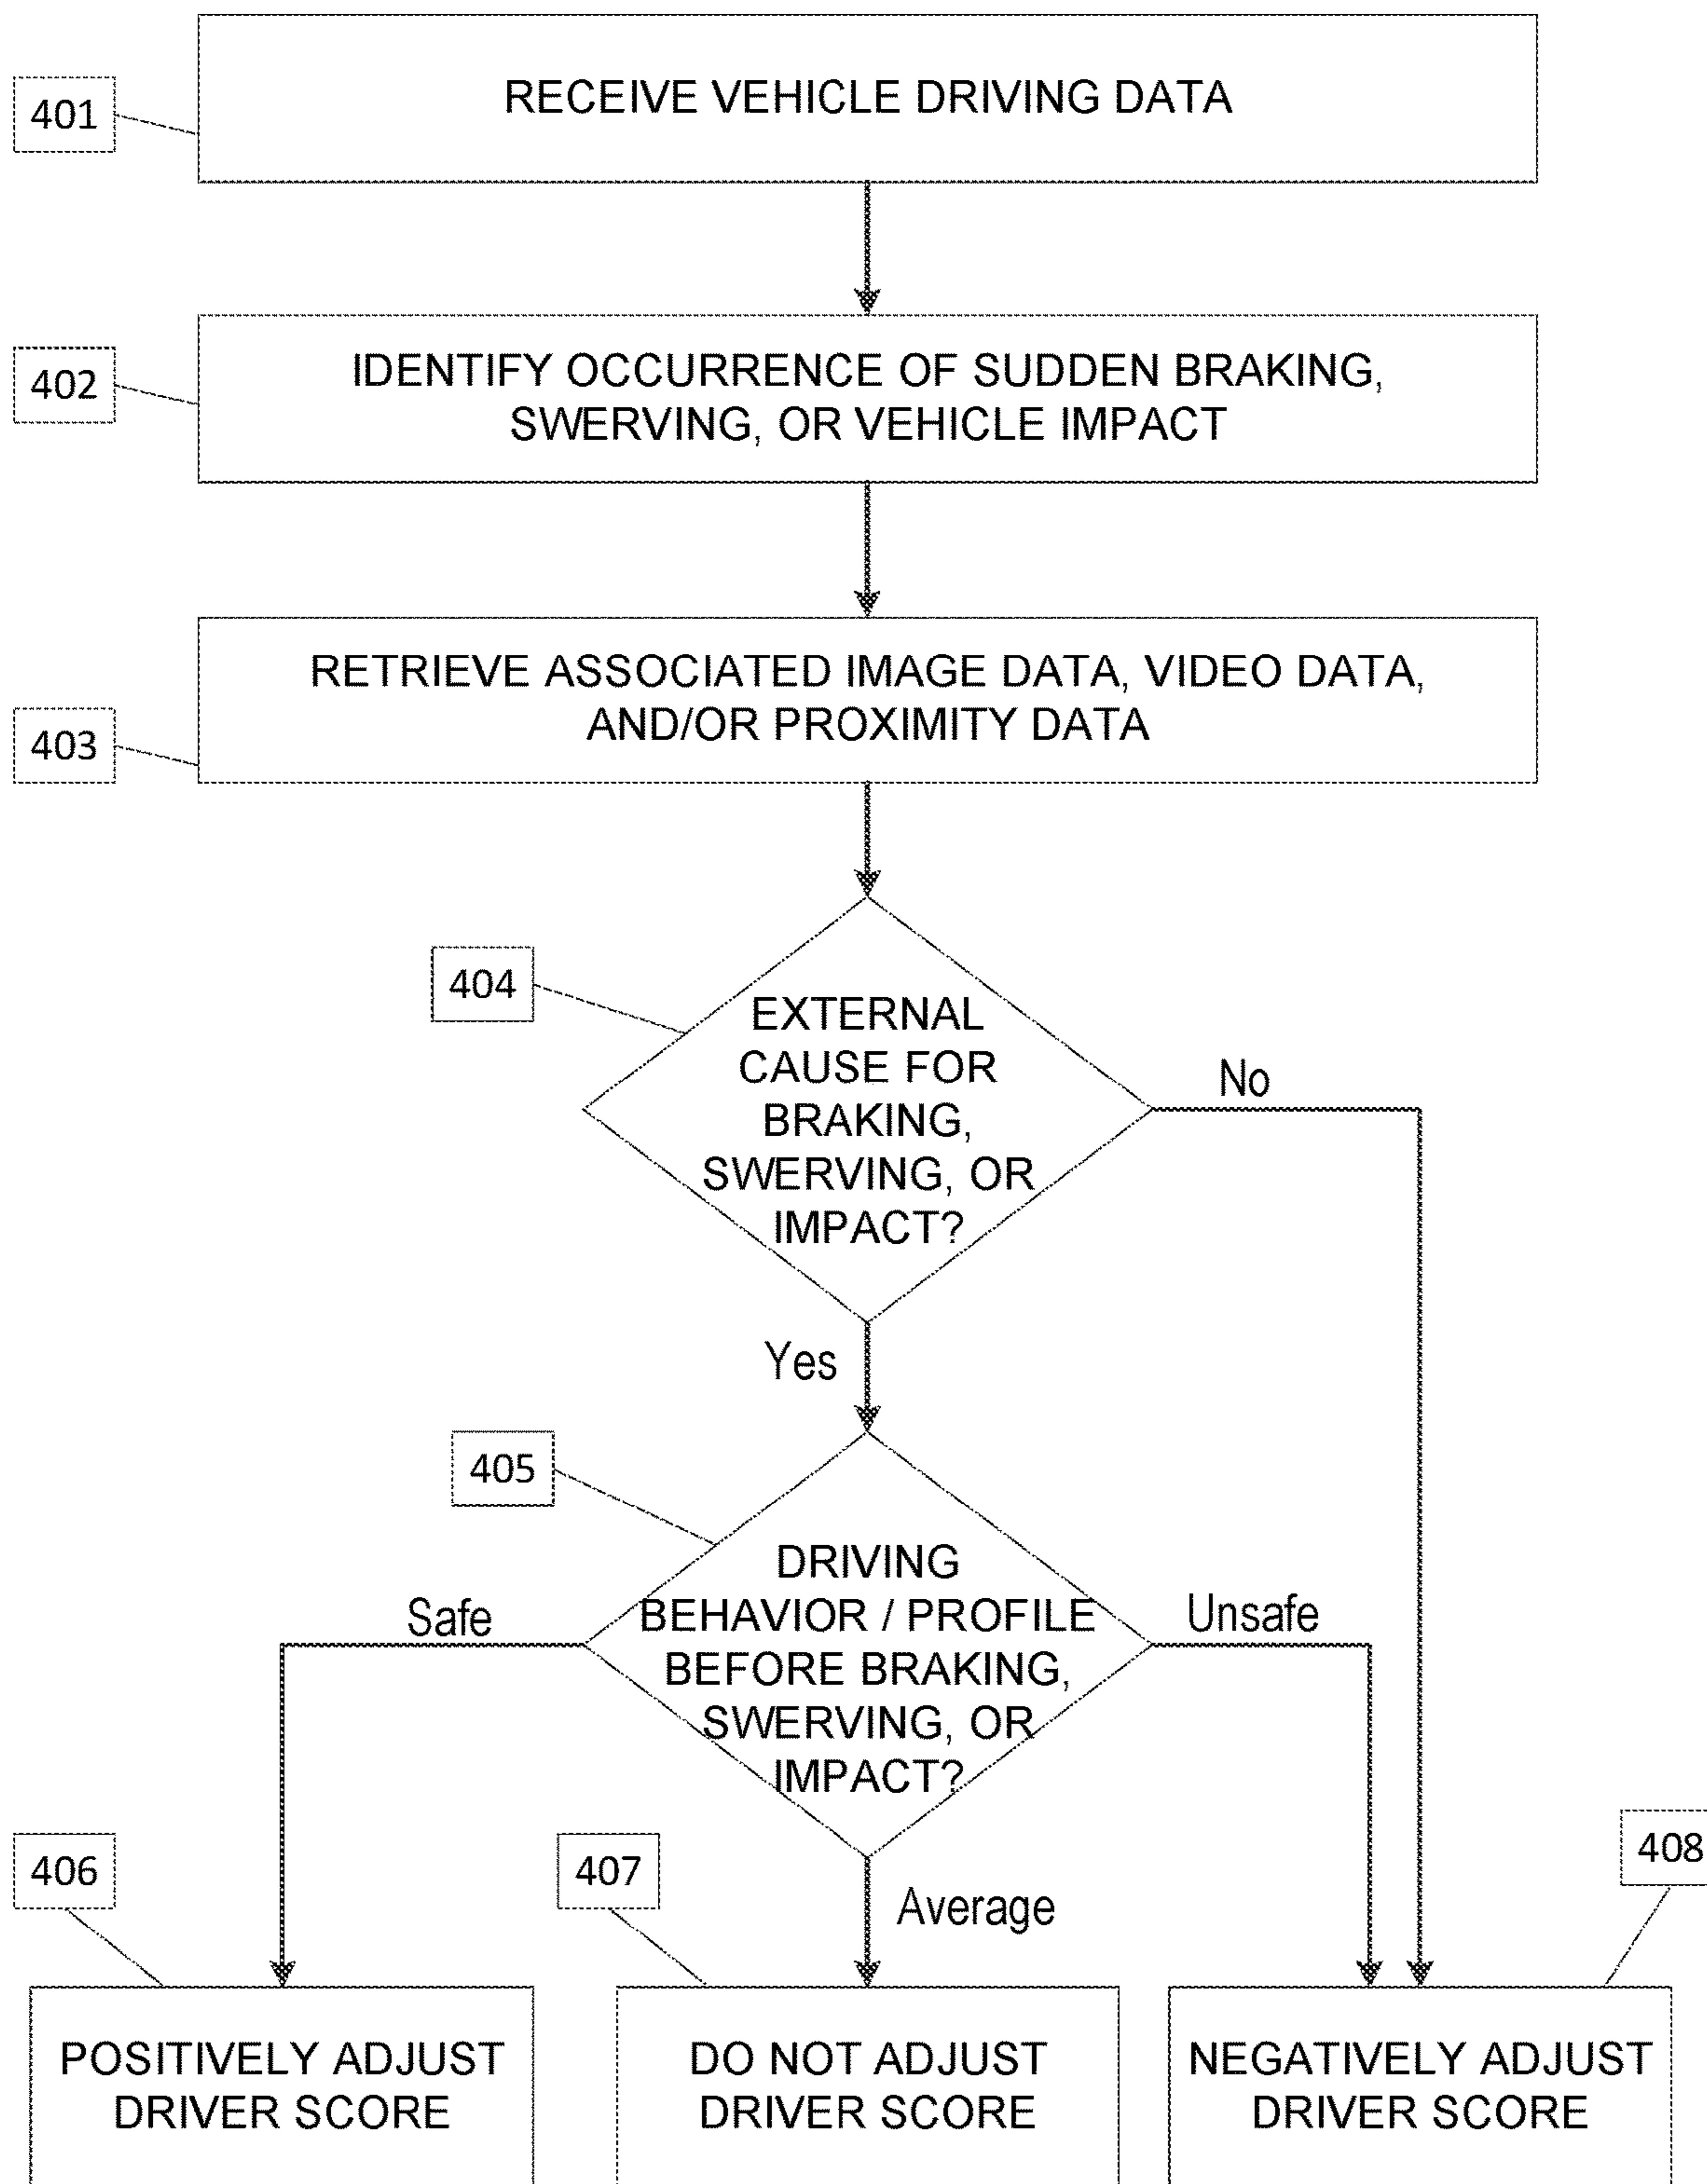 401
RECEIVE VEHICLE DRIVING DATA
402
IDENTIFY OCCURRENCE OF SUDDEN BRAKING,
SWERVING, OR VEHICLE IMPACT
403
RETRIEVE ASSOCIATED IMAGE DATA, VIDEO DATA,
AND/OR PROXIMITY DATA
404
EXTERNAL
CAUSE FOR
BRAKING,
SWERVING, OR
IMPACT?
No
Yes
405
DRIVING
BEHAVIOR / PROFILE
BEFORE BRAKING,
SWERVING, OR
IMPACT?
Safe
Unsafe
Average
406
POSITIVELY ADJUST
DRIVER SCORE
407
DO NOT ADJUST
DRIVER SCORE
408
NEGATIVELY ADJUST
DRIVER SCORE